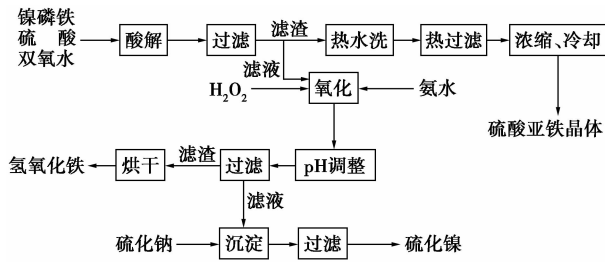 镍磷铁
硫 酸
双氧水
酸解
过滤
滤渣
热水洗
热过滤
浓缩、冷却
滤液
H₂O₂
氧化
氨水
硫酸亚铁晶体
氢氧化铁
烘干
滤渣
过滤
pH调整
滤液
硫化钠
沉淀
过滤
硫化镍